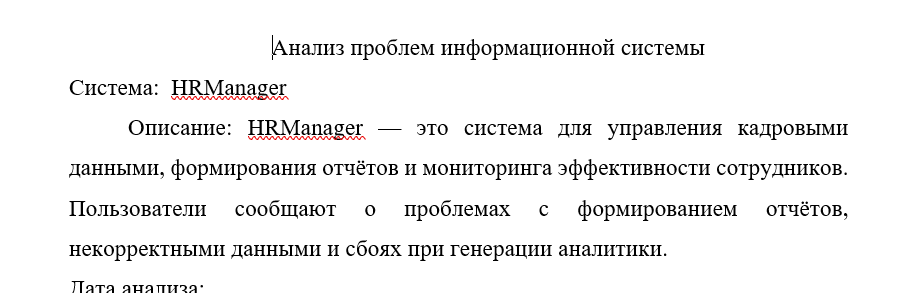 Анализ проблем информационной системы
Система: HRManager
Описание: HRManager — это система для управления кадровыми
данными, формирования отчётов и мониторинга эффективности сотрудников.
Пользователи сообщают о проблемах с формированием отчётов,
некорректными данными и сбоях при генерации аналитики.
Дата анализа: